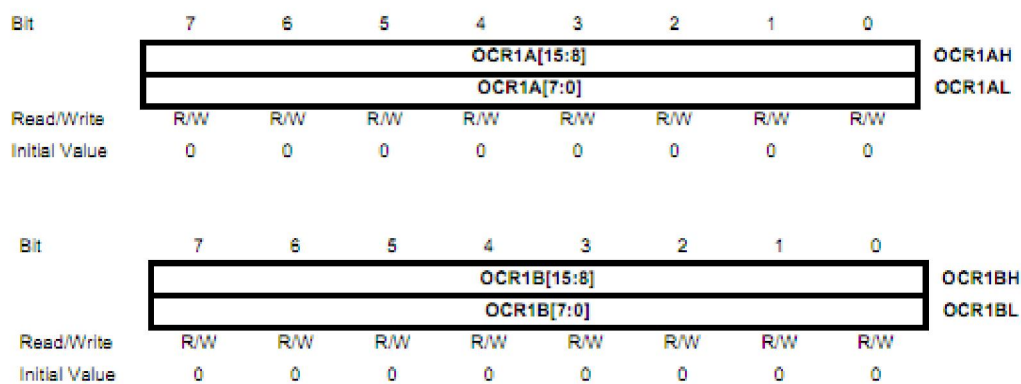 Bit 7 6 5 4 3 2 1 0
OCR1A[15:8] OCR1AH
OCR1A[7:0] OCR1AL
Read/Write R/W R/W R/W R/W R/W R/W R/W R/W
Initial Value 0 0 0 0 0 0 0 0
Bit 7 6 5 4 3 2 1 0
OCR1B[15:8] OCR1BH
OCR1B[7:0] OCR1BL
Read/Write R/W R/W R/W R/W R/W R/W R/W R/W
Initial Value 0 0 0 0 0 0 0 0